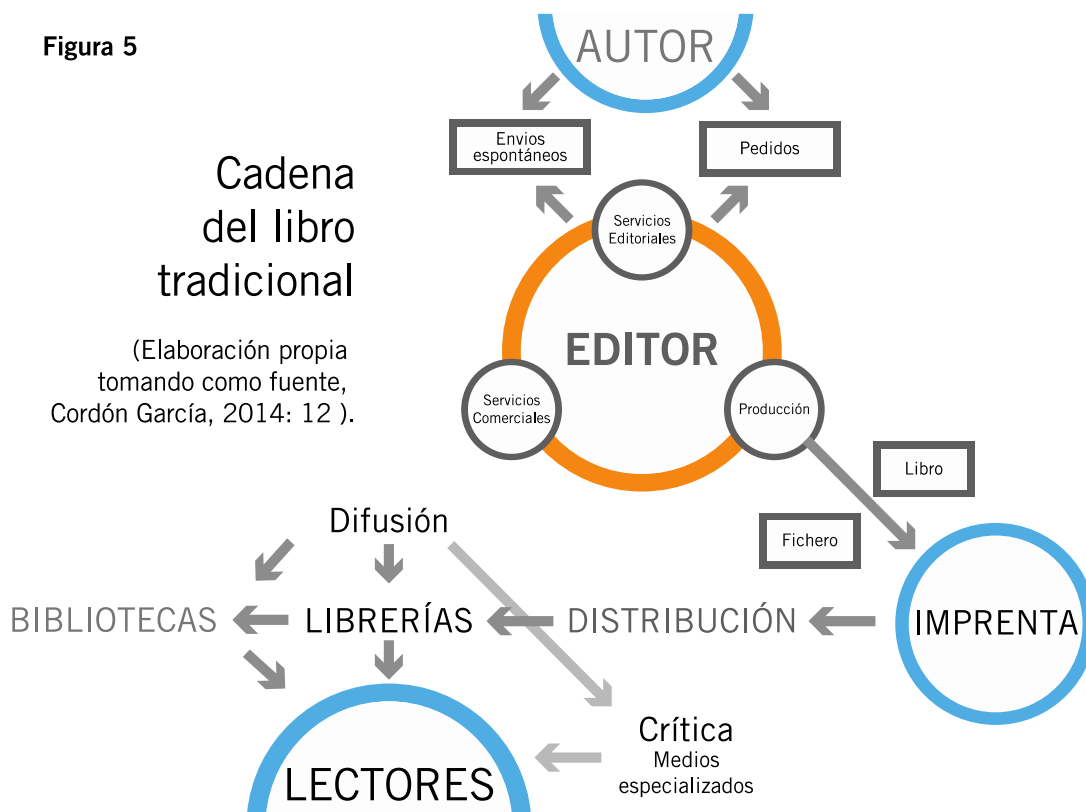 Figura 5
AUTOR
Envios
espontáneos
Pedidos
Cadena
del libro
tradicional
(Elaboración propia
tomando como fuente,
Cordón García, 2014: 12 ).
Servicios
Editoriales
EDITOR
Servicios
Comerciales
Producción
Libro
Fichero
Difusión
BIBLIOTECAS
LIBRERÍAS
DISTRIBUCIÓN
IMPRENTA
Crítica
Medios
especializados
LECTORES